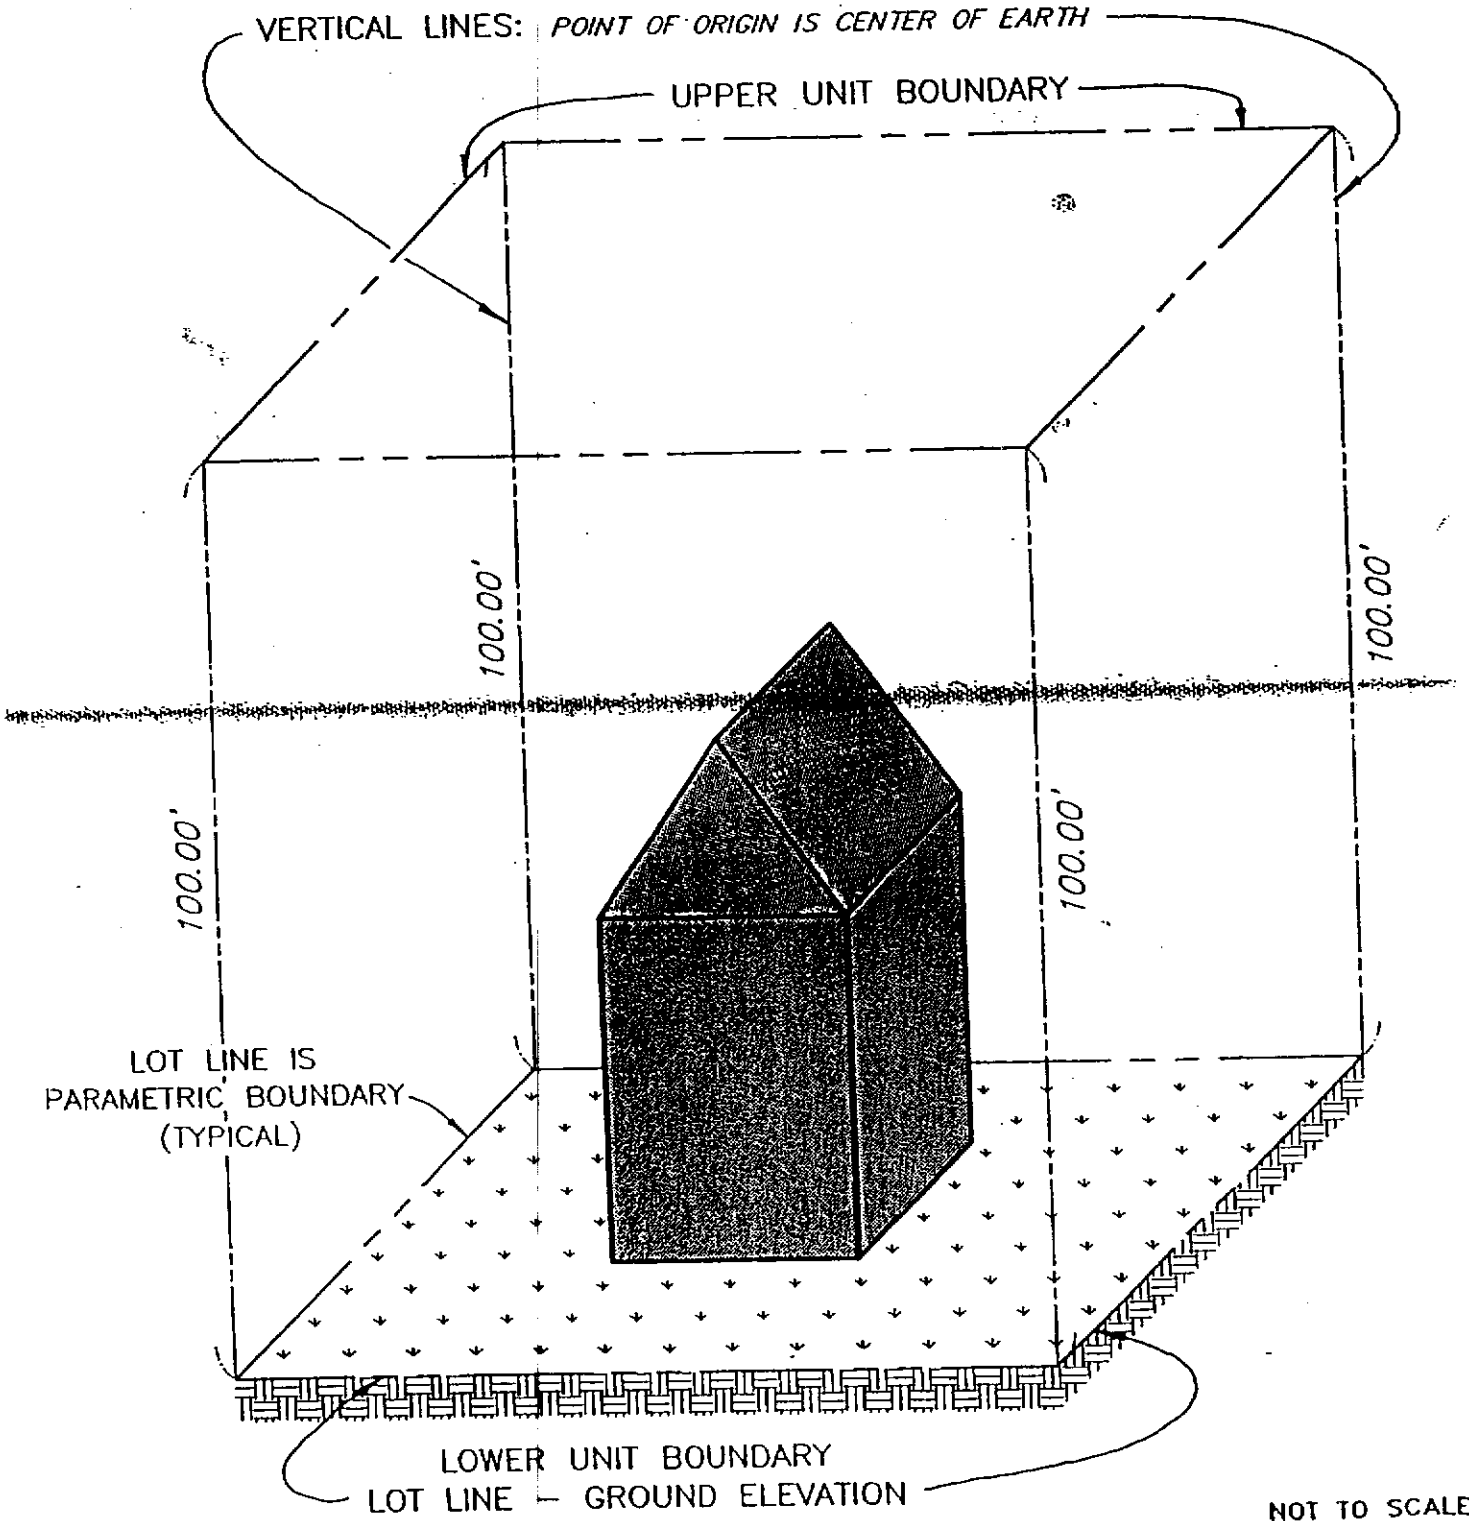 VERTICAL LINES: POINT OF ORIGIN IS CENTER OF EARTH
UPPER UNIT BOUNDARY
100.00'
100.00'
100.00'
100.00'
LOT LINE IS
PARAMETRIC BOUNDARY
(TYPICAL)
LOWER UNIT BOUNDARY
LOT LINE - GROUND ELEVATION
NOT TO SCALE